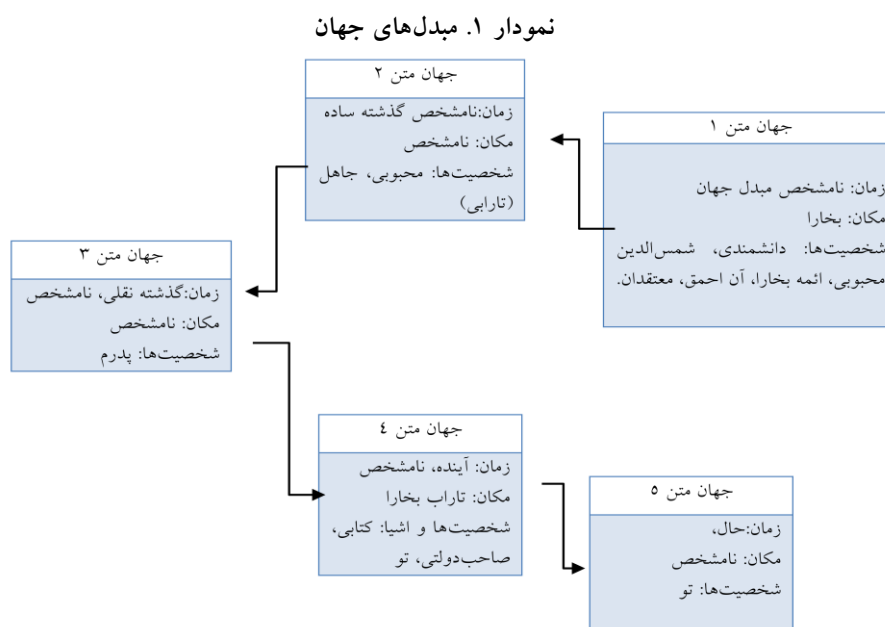 نمودار ۱. مبدل‌های جهان
جهان متن ۱
زمان: نامشخص مبدل جهان
مکان: بخارا
شخصیت‌ها: دانشمندی، شمس‌الدین
محبوبی، ائمه بخارا، آن احمق، معتقدان.
جهان متن ۲
زمان:نامشخص گذشته ساده
مکان: نامشخص
شخصیت‌ها: محبوبی، جاهل
(تارابی)
جهان متن ۳
زمان:گذشته نقلی، نامشخص
مکان: نامشخص
شخصیت‌ها: پدرم
جهان متن ٤
زمان: آینده، نامشخص
مکان: تاراب بخارا
شخصیت‌ها و اشیا: کتابی،
صاحب‌دولتی، تو
جهان متن ٥
زمان:حال،
مکان: نامشخص
شخصیت‌ها: تو